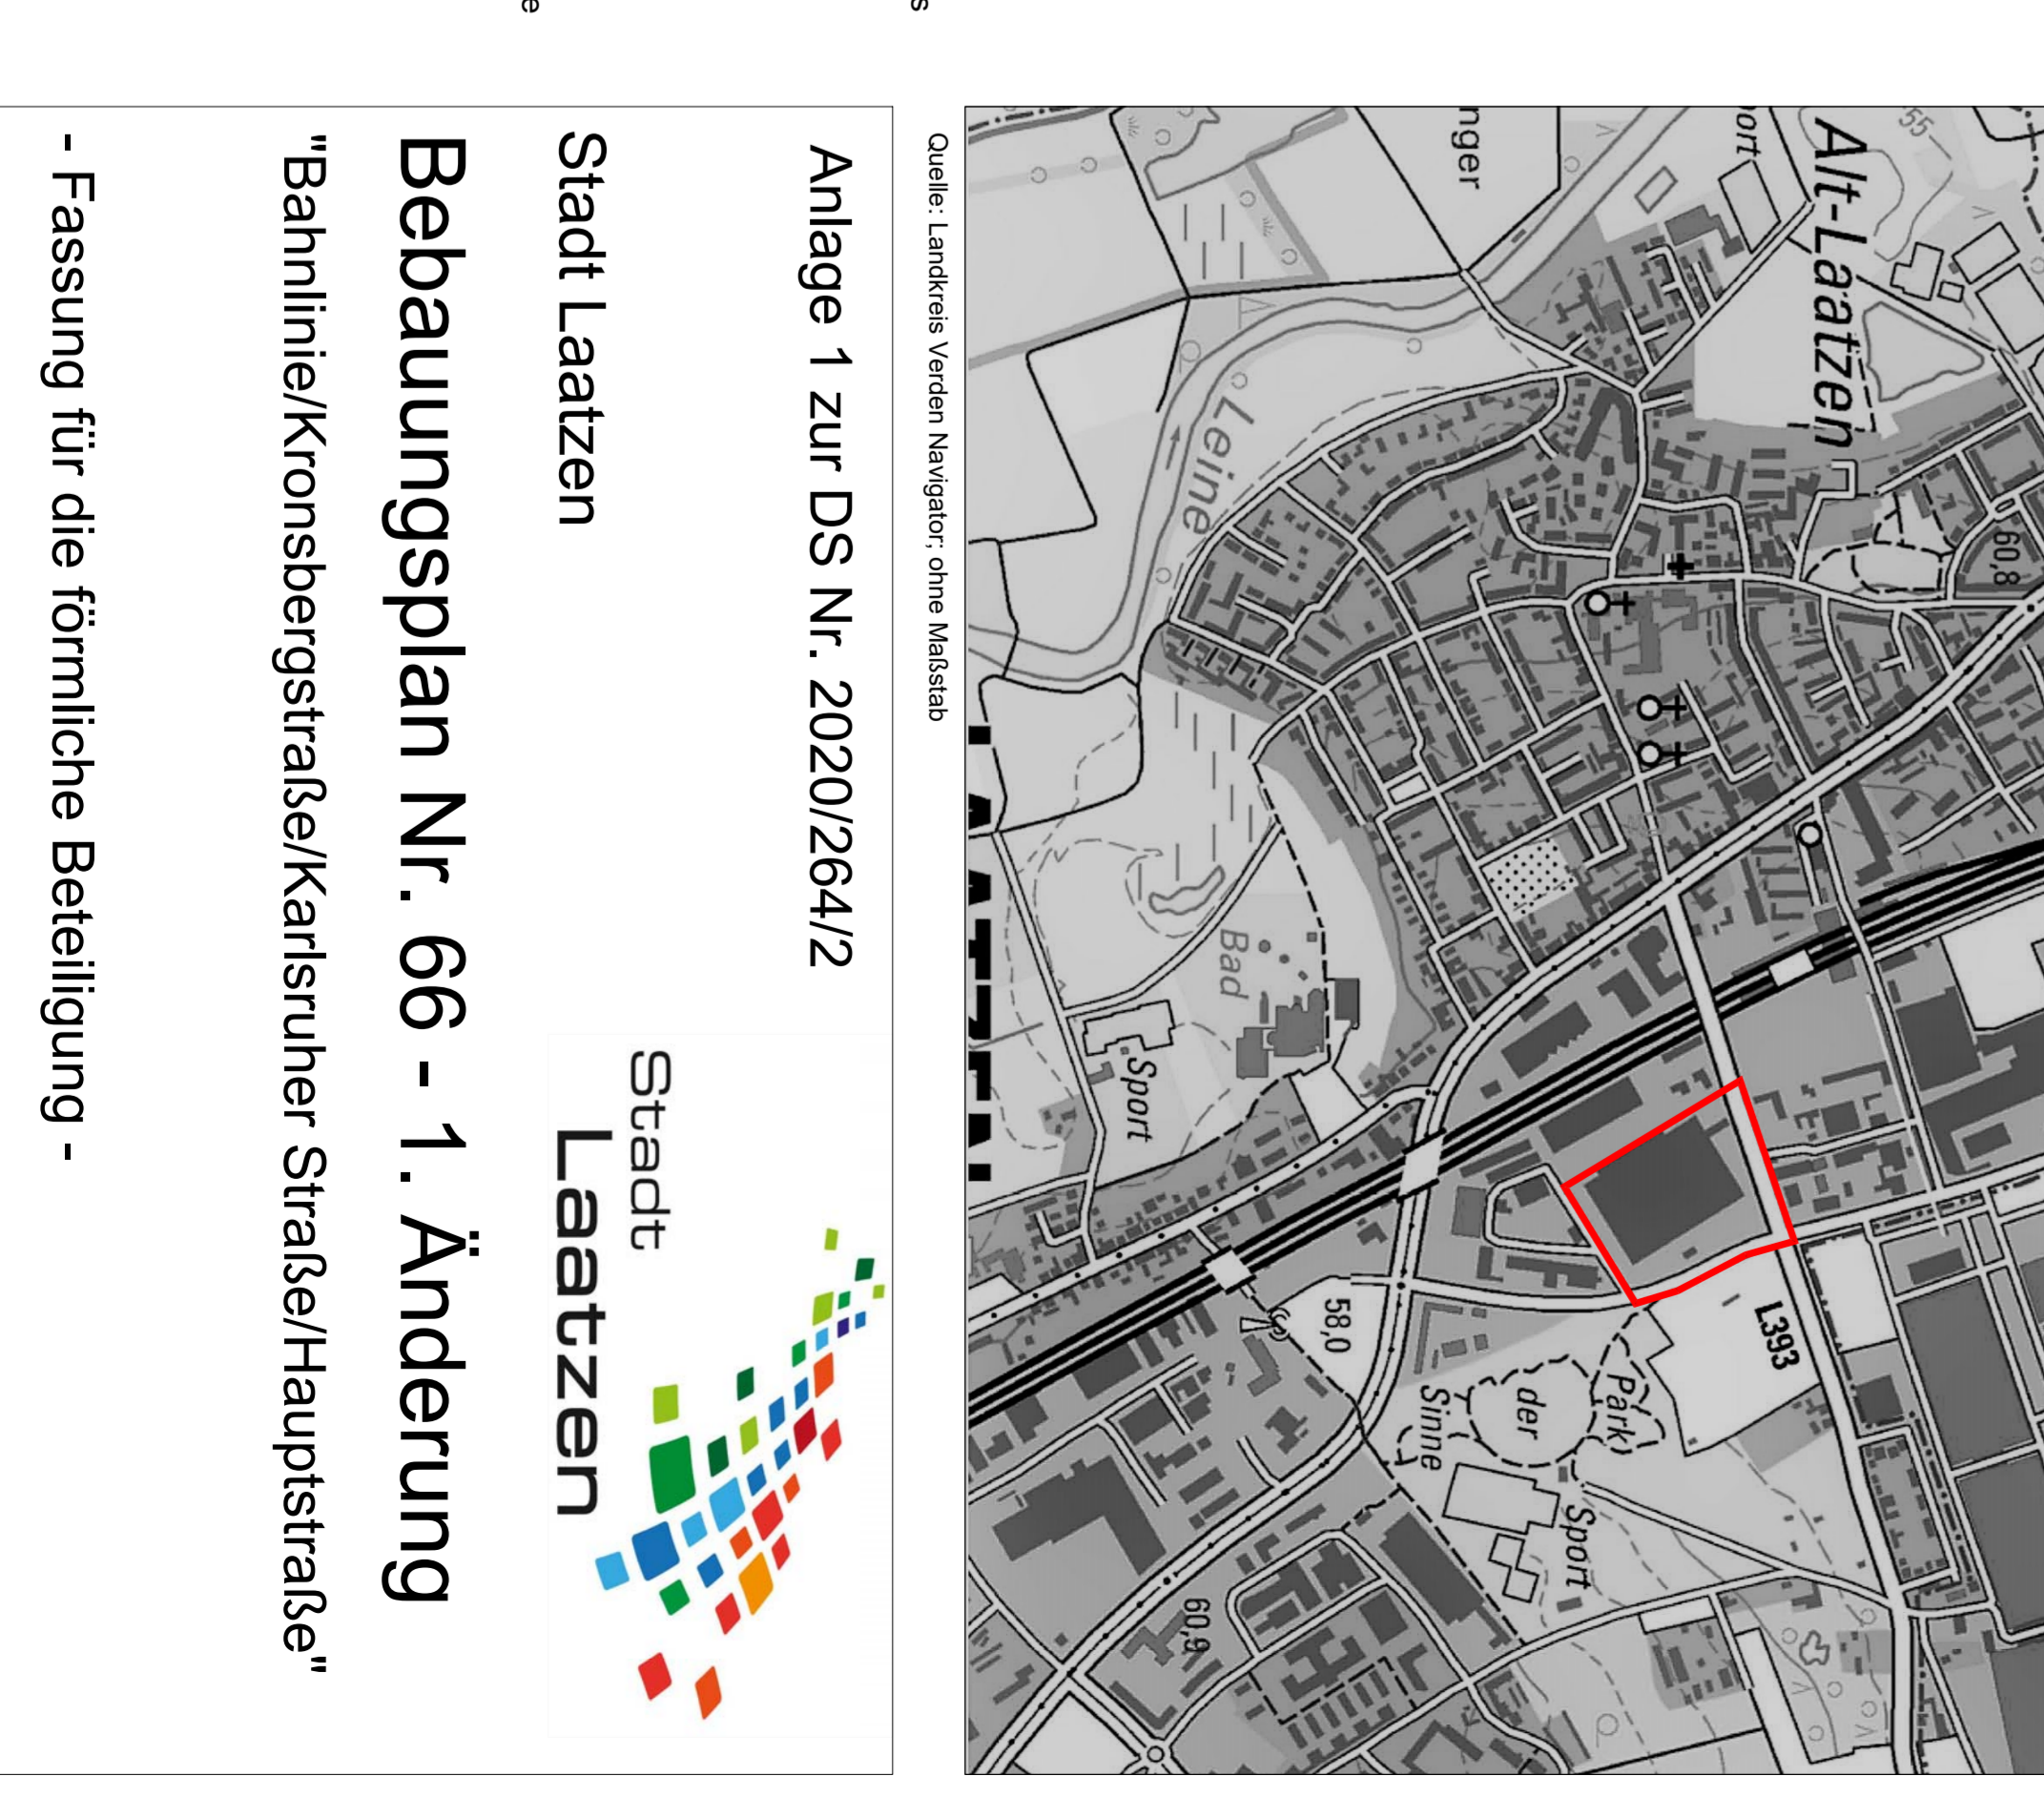 Alt-Laatzen
55
60,8
Leine
Bad
Sport
L393
58,0
Park
der
Sinne
Sport
60,9
Quelle: Landkreis Verden Navigator; ohne Maßstab
Anlage 1 zur DS Nr. 2020/264/2
Stadt Laatzen
Stadt
Laatzen
Bebauungsplan Nr. 66 - 1. Änderung
"Bahnlinie/Kronsbergstraße/Karlsruher Straße/Hauptstraße"
- Fassung für die förmliche Beteiligung -